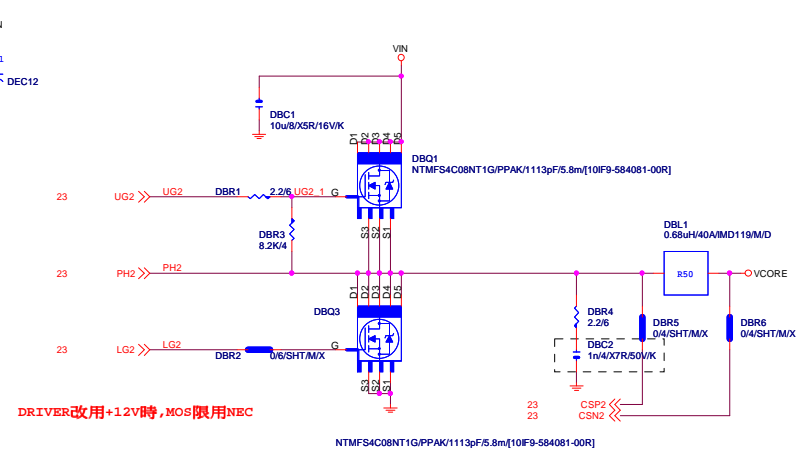 N
1
DEC12
VIN
DBC1
10u/8/X5R/16V/K
D1
D2
D3
D4
D5
DBQ1
NTMFS4C08NT1G/PPAK/1113pF/5.8m/[10IF9-584081-00R]
23
UG2
UG2
DBR1
2.2/6
UG2_1
G
S3
S2
S1
DBR3
8.2K/4
DBL1
0.68uH/40A/IMD119/M/D
23
PH2
PH2
R50
VCORE
D1
D2
D3
D4
D5
DBQ3
DBR4
2.2/6
DBR5
0/4/SHT/M/X
DBR6
0/4/SHT/M/X
23
LG2
LG2
DBR2
0/6/SHT/M/X
G
DBC2
1n/4/X7R/50V/K
S3
S2
S1
23
CSP2
23
CSN2
DRIVER改用+12V時,MOS限用NEC
NTMFS4C08NT1G/PPAK/1113pF/5.8m/[10IF9-584081-00R]